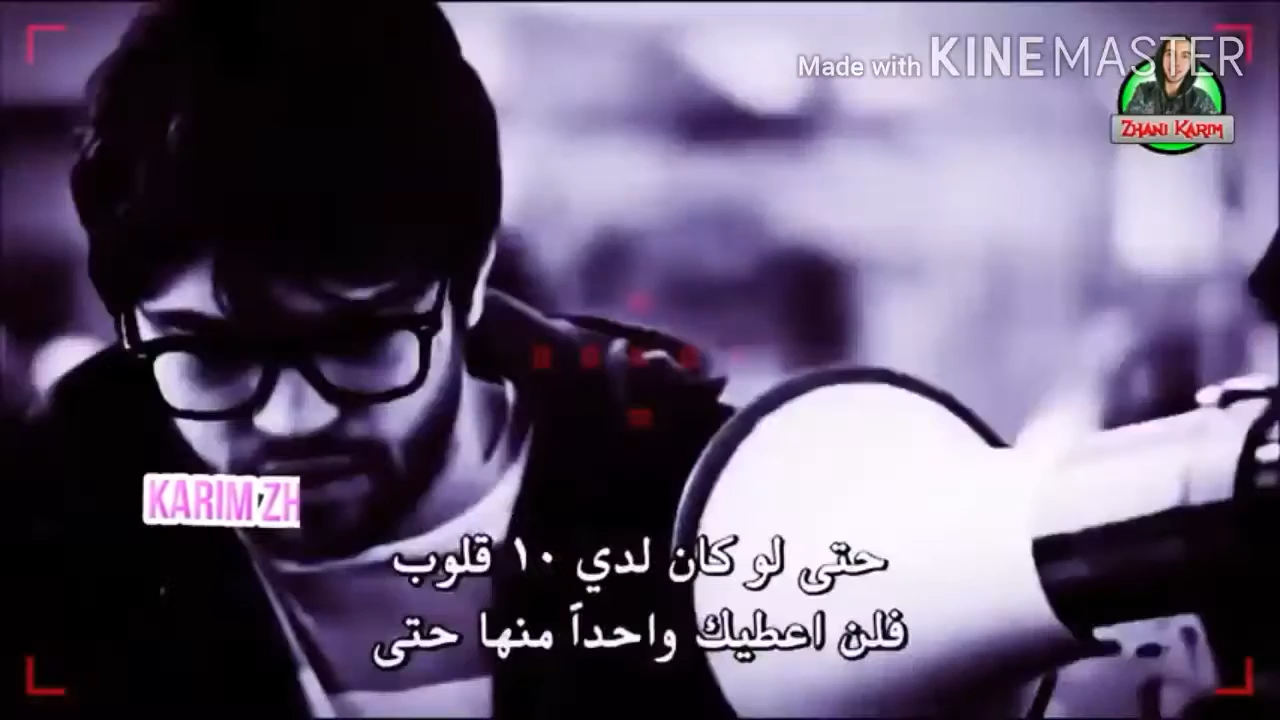 Made with KINEMASTER
ZHANI KARIM
KARIM ZH
حتى لو كان لدي ١٠ قلوب
فلن اعطيك واحداً منها حتى